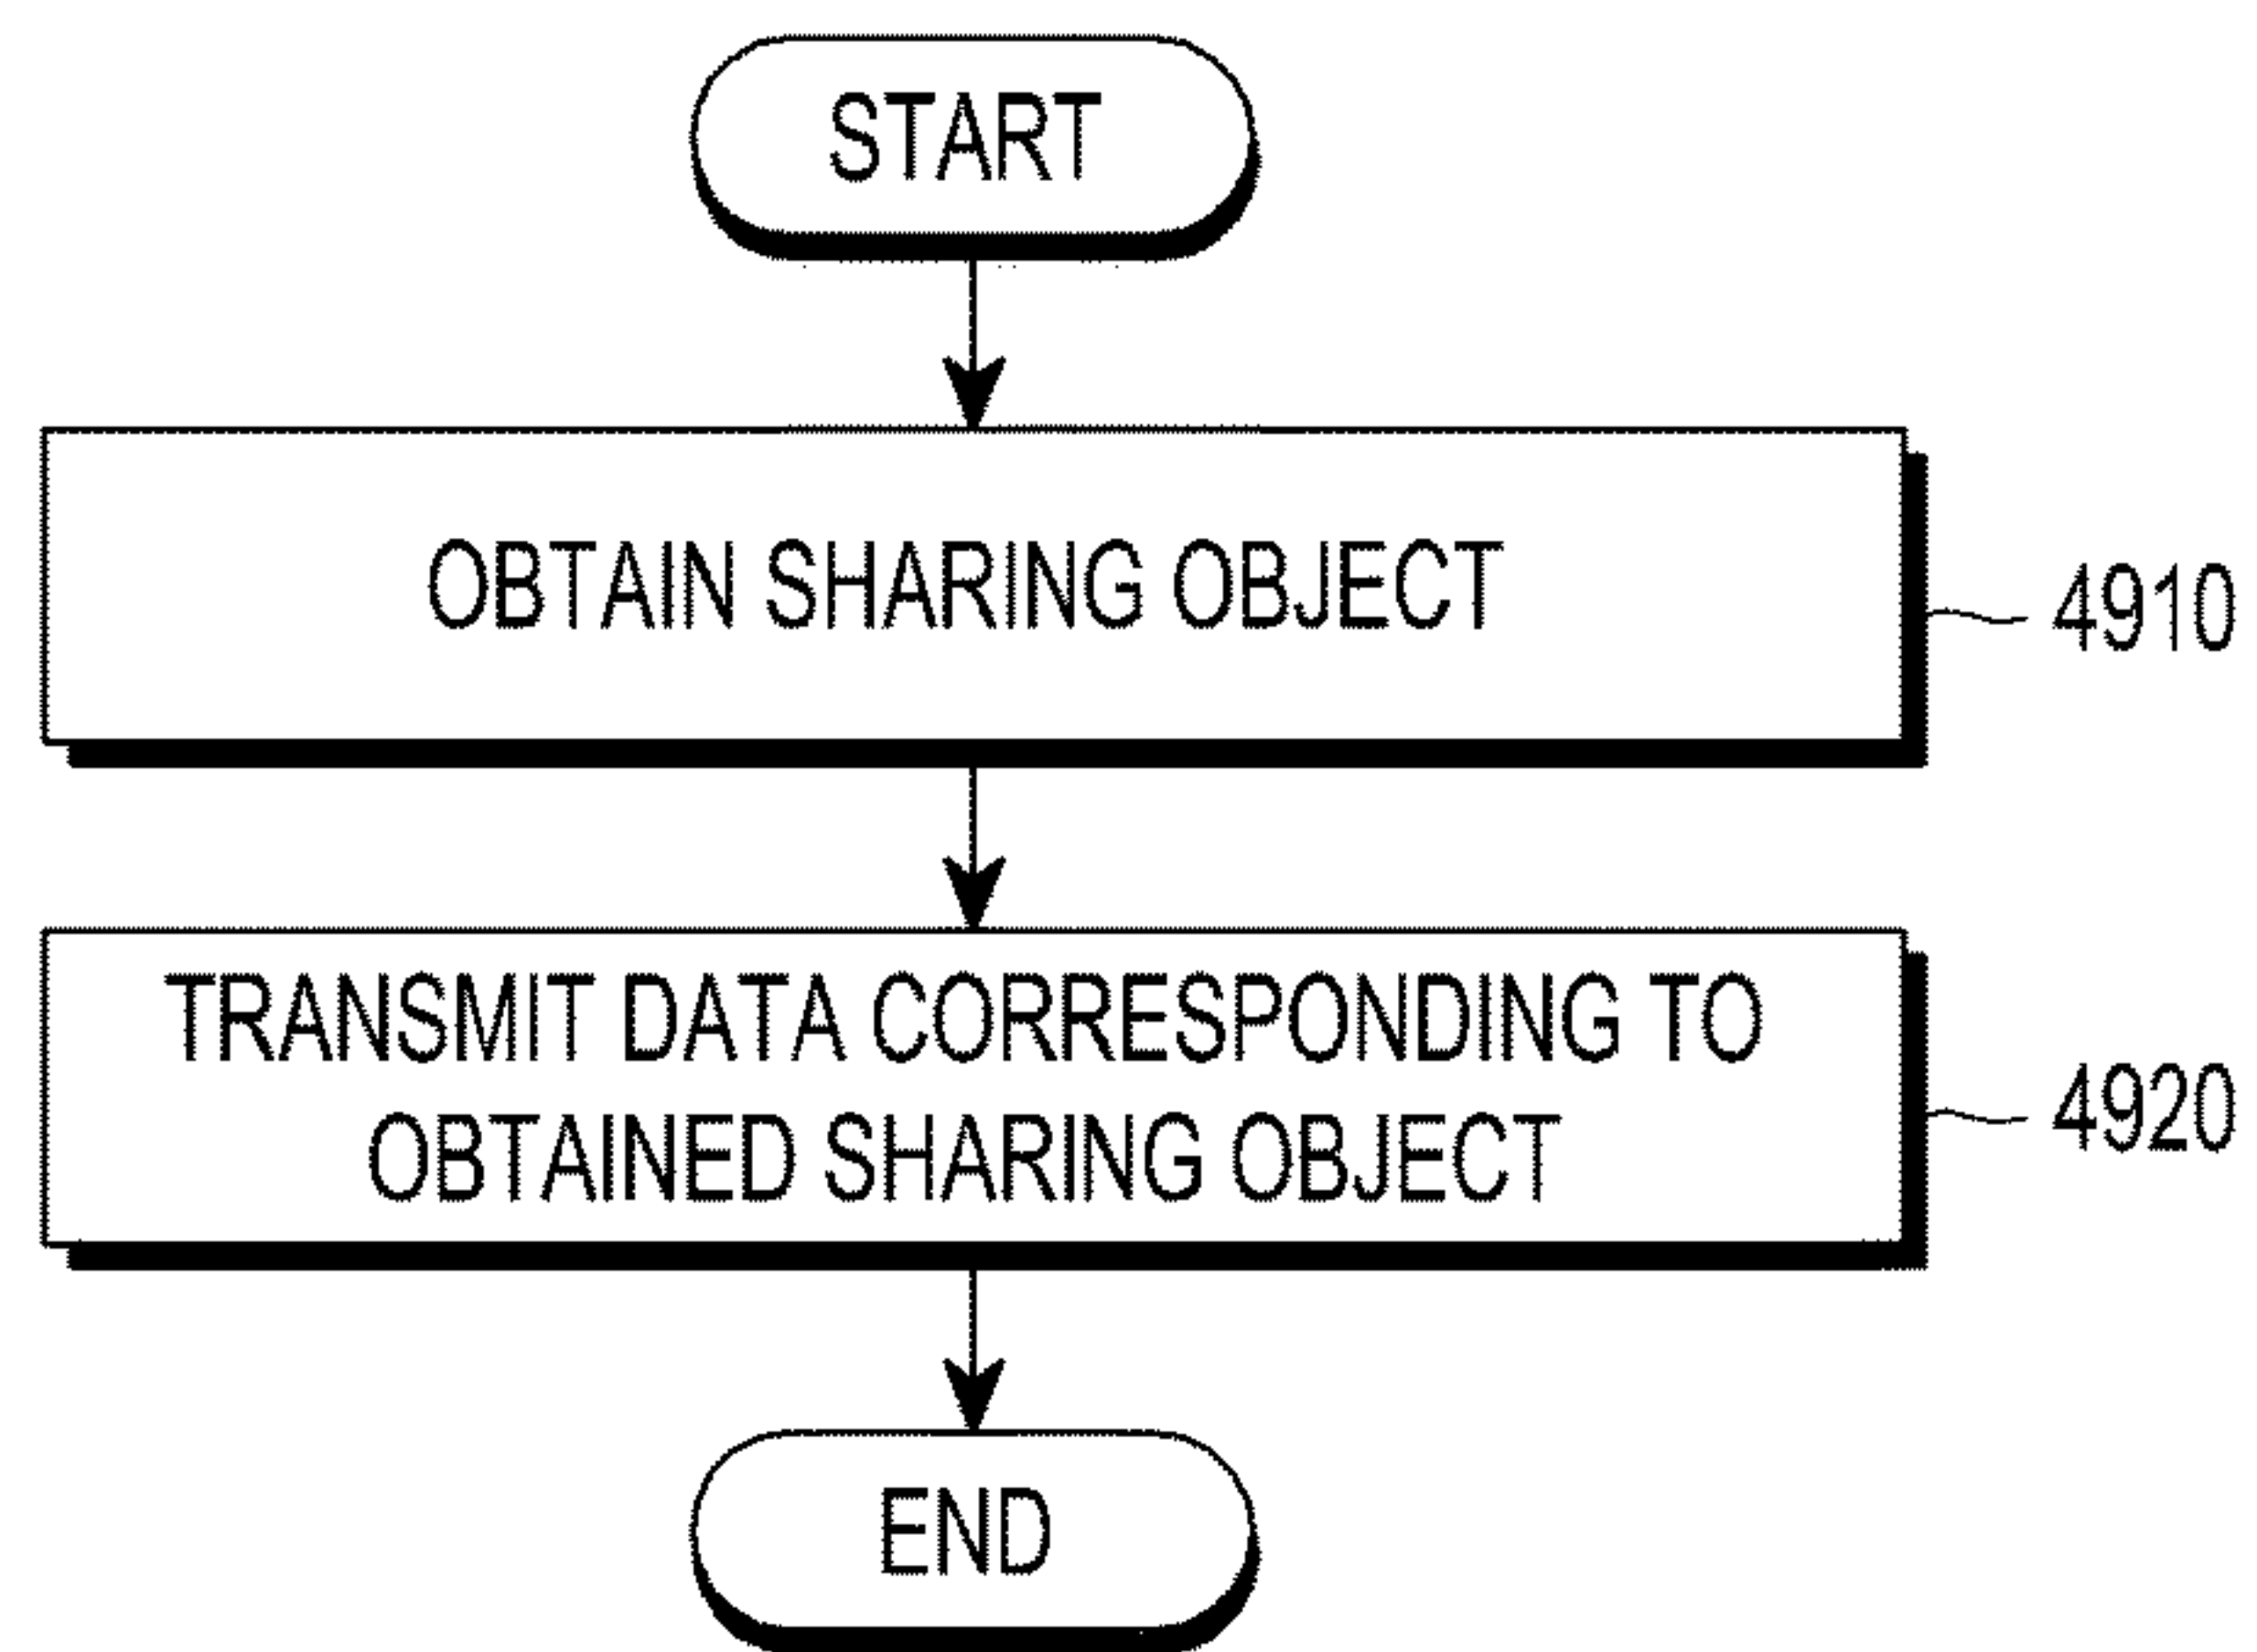 START
OBTAIN SHARING OBJECT
4910
TRANSMIT DATA CORRESPONDING TO
OBTAINED SHARING OBJECT
4920
END